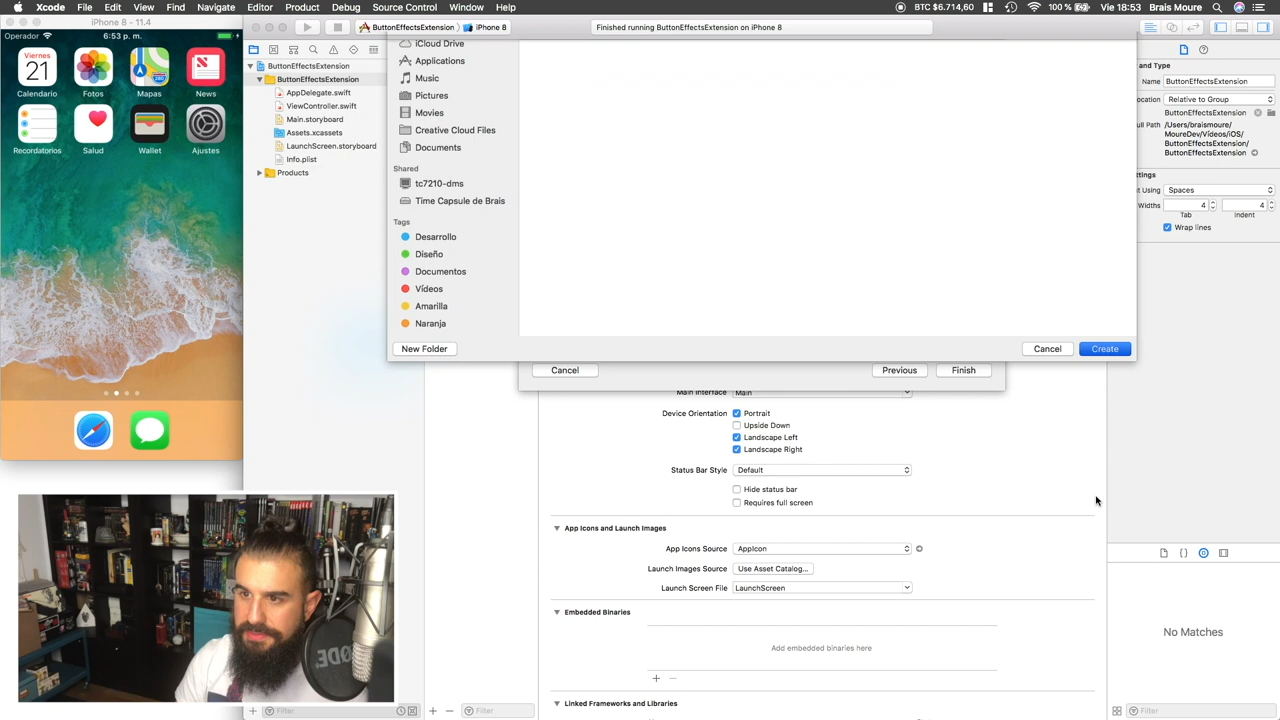 Xcode File Edit View Find Navigate Editor Product Debug Source Control Window Help
BTC $6.714,60 100 % Brais Moure
iPhone 8 - 11.4
Operador 6:53 p. m.
Viernes
21
Calendario Fotos Mapas News
Recordatorios Salud Wallet Ajustes
ButtonEffectsExtension iPhone 8
Finished running ButtonEffectsExtension on iPhone 8
ButtonEffectsExtension
ButtonEffectsExtension
AppDelegate.swift
ViewController.swift
Main.storyboard
Assets.xcassets
LaunchScreen.storyboard
Info.plist
Products
iCloud Drive
Applications
Music
Pictures
Movies
Creative Cloud Files
Documents
Shared
tc7210-dms
Time Capsule de Brais
Tags
Desarrollo
Diseño
Documentos
Vídeos
Amarilla
Naranja
New Folder Cancel Create
Cancel Previous Finish
Main Interface Main
Device Orientation Portrait
Upside Down
Landscape Left
Landscape Right
Status Bar Style Default
Hide status bar
Requires full screen
App Icons and Launch Images
App Icons Source AppIcon
Launch Images Source Use Asset Catalog...
Launch Screen File LaunchScreen
Embedded Binaries
Add embedded binaries here
Linked Frameworks and Libraries
Filter Filter
and Type
Name ButtonEffectsExtension
ocation Relative to Group
ButtonEffectsExtension
ull Path /Users/braismoure/
MoureDev/Vídeos/iOS/
ButtonEffectsExtension/
ButtonEffectsExtension
ttings
t Using Spaces
Widths 4 4
Tab Indent
Wrap lines
No Matches
Filter